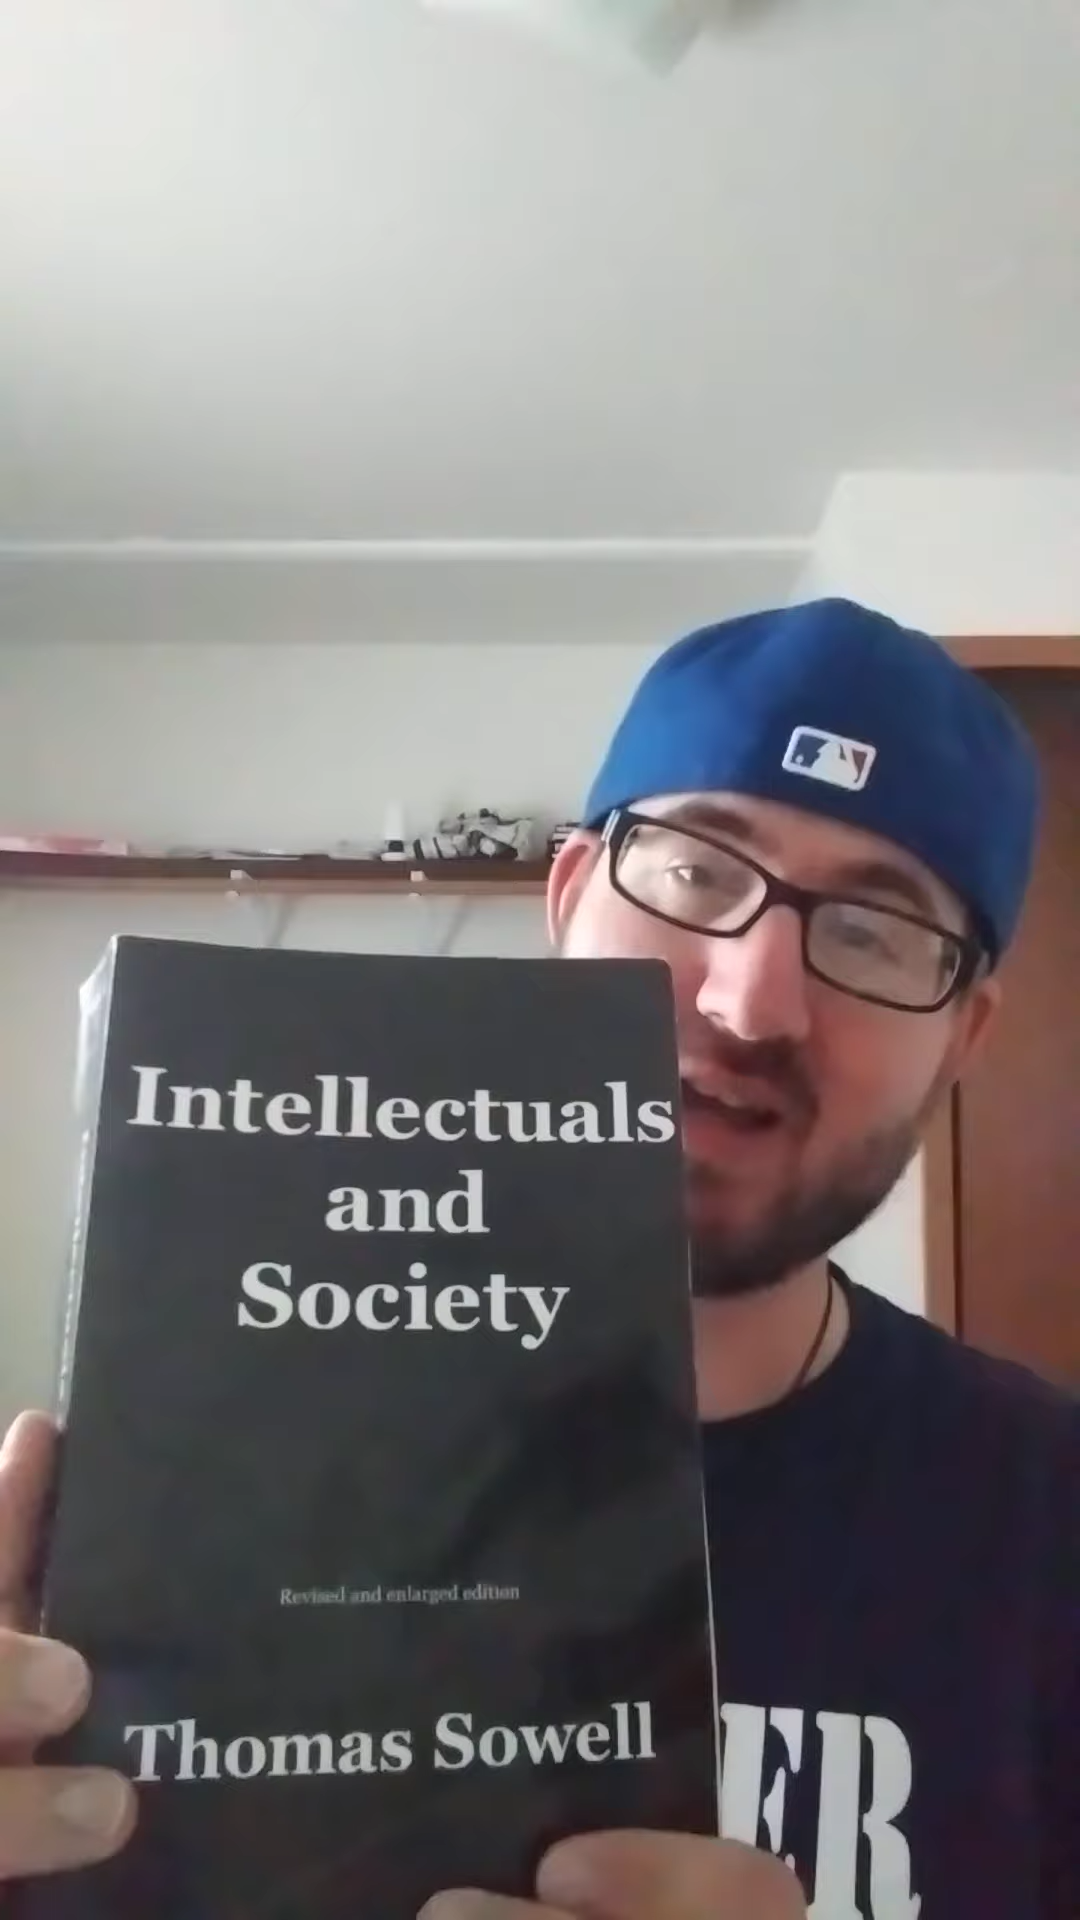 Intellectuals
and
Society
Revised and enlarged edition
Thomas Sowell
ER